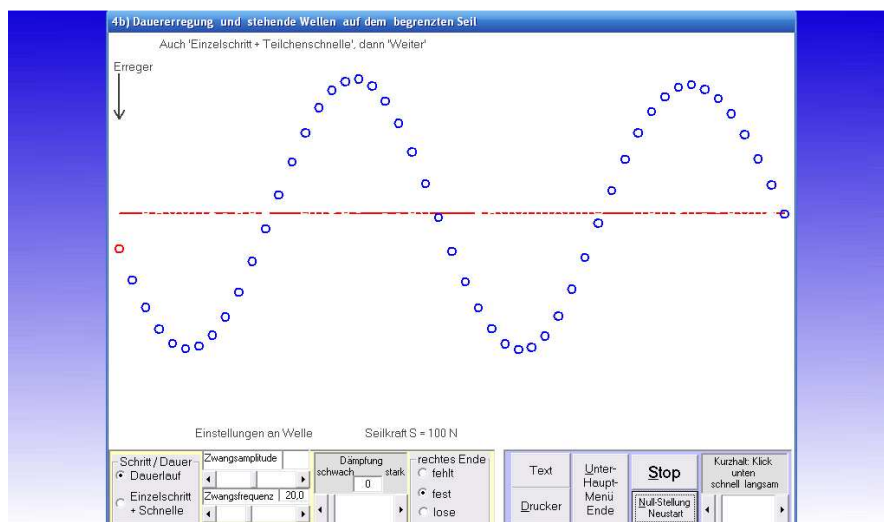 4b) Dauererregung und stehende Wellen auf dem begrenzten Seil
Auch 'Einzelschritt + Teilchenschnelle', dann 'Weiter'
Erreger
Einstellungen an Welle
Seilkraft S = 100 N
Schritt / Dauer
Dauerlauf
Einzelschritt
+ Schnelle
Zwangsamplitude
Zwangsfrequenz 20,0
Dämpfung
schwach stark
0
rechtes Ende
fehlt
fest
lose
Text
Drucker
Unter-
Haupt-
Menü
Ende
Stop
Null-Stellung
Neustart
Kurzhalt: Klick
unten
schnell langsam